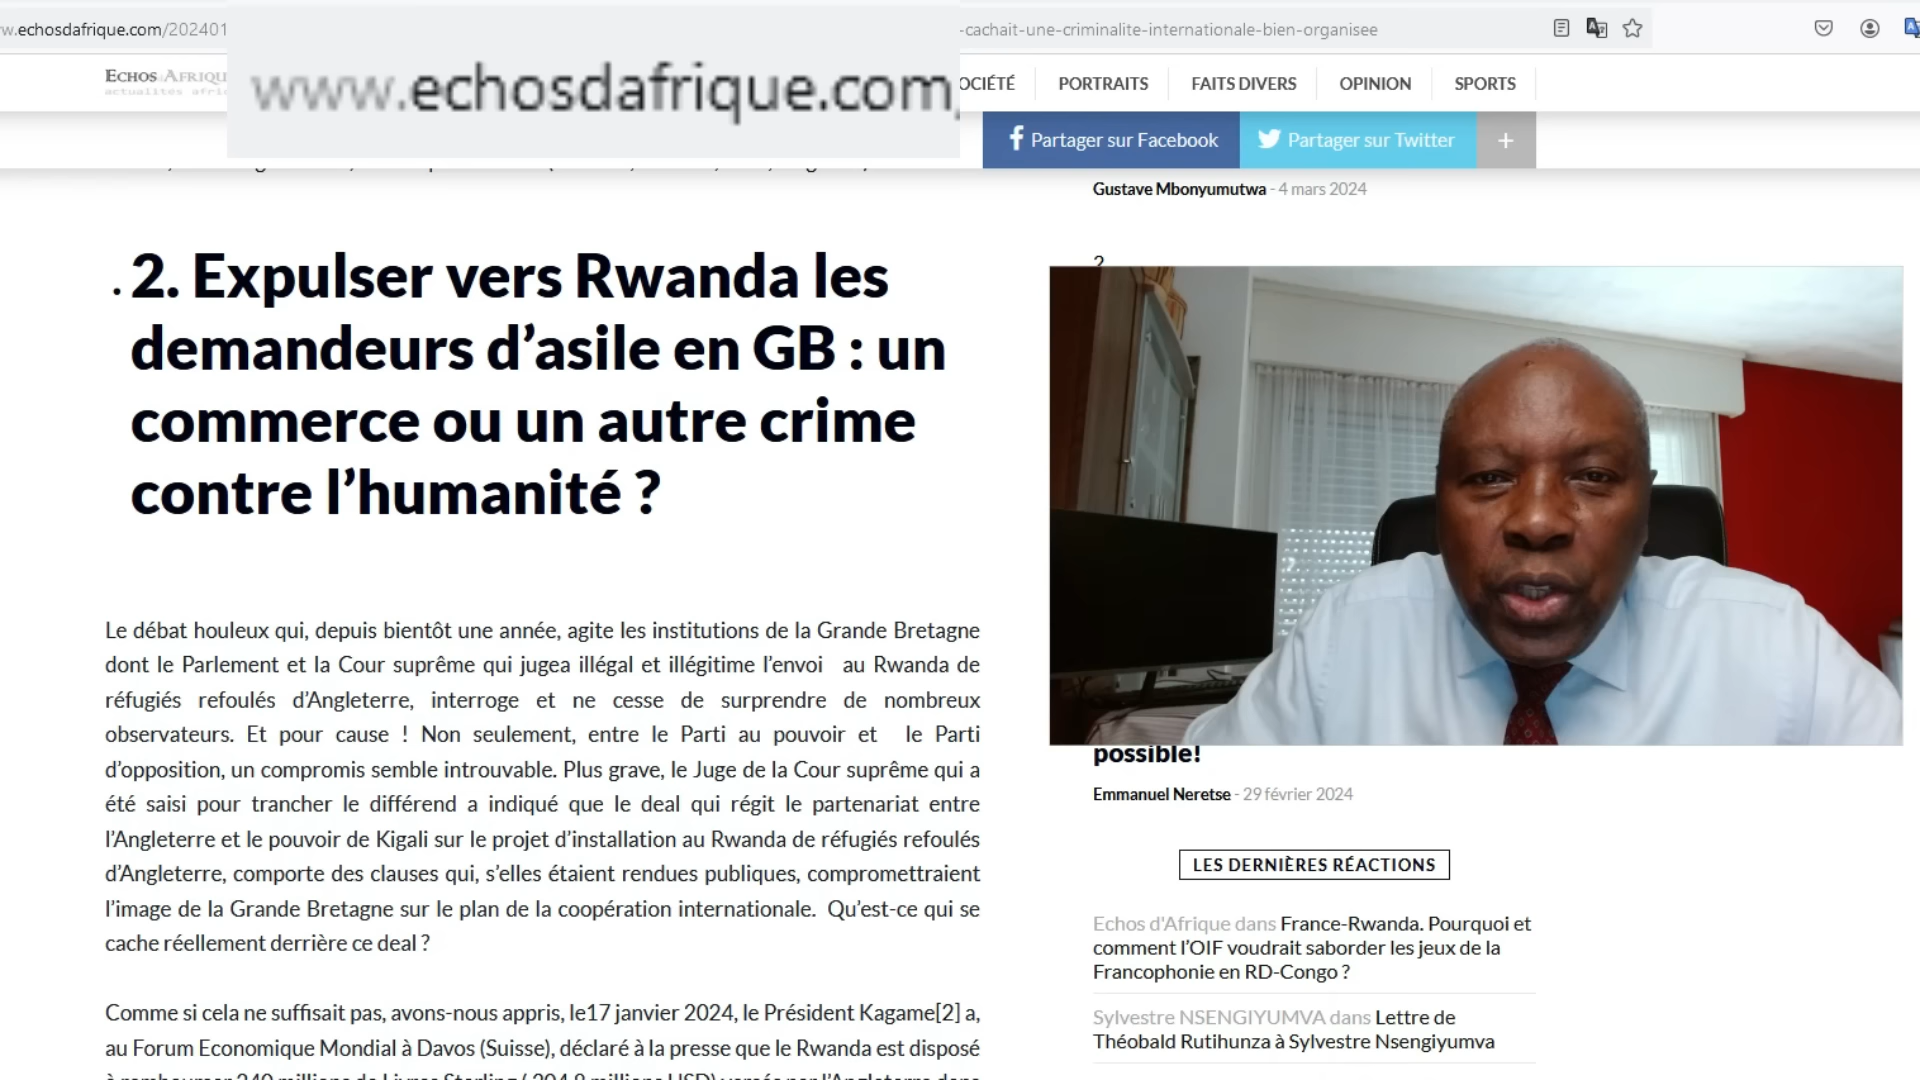 w.echosdafrique.com/202401
-cachait-une-criminalite-internationale-bien-organisee
ECHOS D'AFRIQU
actualités afric
www.echosdafrique.com
OCIÉTÉ
PORTRAITS
FAITS DIVERS
OPINION
SPORTS
Partager sur Facebook
Partager sur Twitter
+
Gustave Mbonyumutwa - 4 mars 2024
. 2. Expulser vers Rwanda les
demandeurs d’asile en GB : un
commerce ou un autre crime
contre l’humanité ?
Le débat houleux qui, depuis bientôt une année, agite les institutions de la Grande Bretagne
dont le Parlement et la Cour suprême qui jugea illégal et illégitime l’envoi au Rwanda de
réfugiés refoulés d’Angleterre, interroge et ne cesse de surprendre de nombreux
observateurs. Et pour cause ! Non seulement, entre le Parti au pouvoir et le Parti
d’opposition, un compromis semble introuvable. Plus grave, le Juge de la Cour suprême qui a
été saisi pour trancher le différend a indiqué que le deal qui régit le partenariat entre
l’Angleterre et le pouvoir de Kigali sur le projet d’installation au Rwanda de réfugiés refoulés
d’Angleterre, comporte des clauses qui, s’elles étaient rendues publiques, compromettraient
l’image de la Grande Bretagne sur le plan de la coopération internationale. Qu’est-ce qui se
cache réellement derrière ce deal ?
Comme si cela ne suffisait pas, avons-nous appris, le17 janvier 2024, le Président Kagame[2] a,
au Forum Economique Mondial à Davos (Suisse), déclaré à la presse que le Rwanda est disposé
possible!
Emmanuel Neretse - 29 février 2024
LES DERNIÈRES RÉACTIONS
Echos d'Afrique dans France-Rwanda. Pourquoi et
comment l’OIF voudrait saborder les jeux de la
Francophonie en RD-Congo ?
Sylvestre NSENGIYUMVA dans Lettre de
Théobald Rutihunza à Sylvestre Nsengiyumva